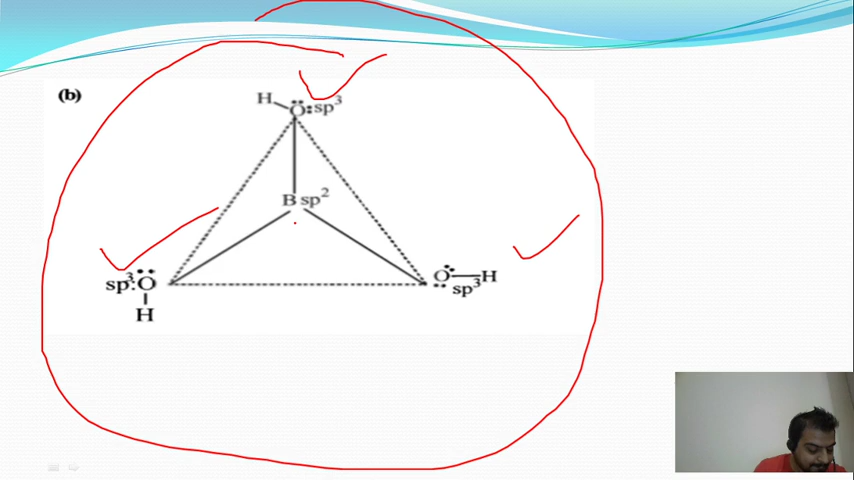 (b)
H
O sp³
B sp²
sp³ O
H
O H
sp³